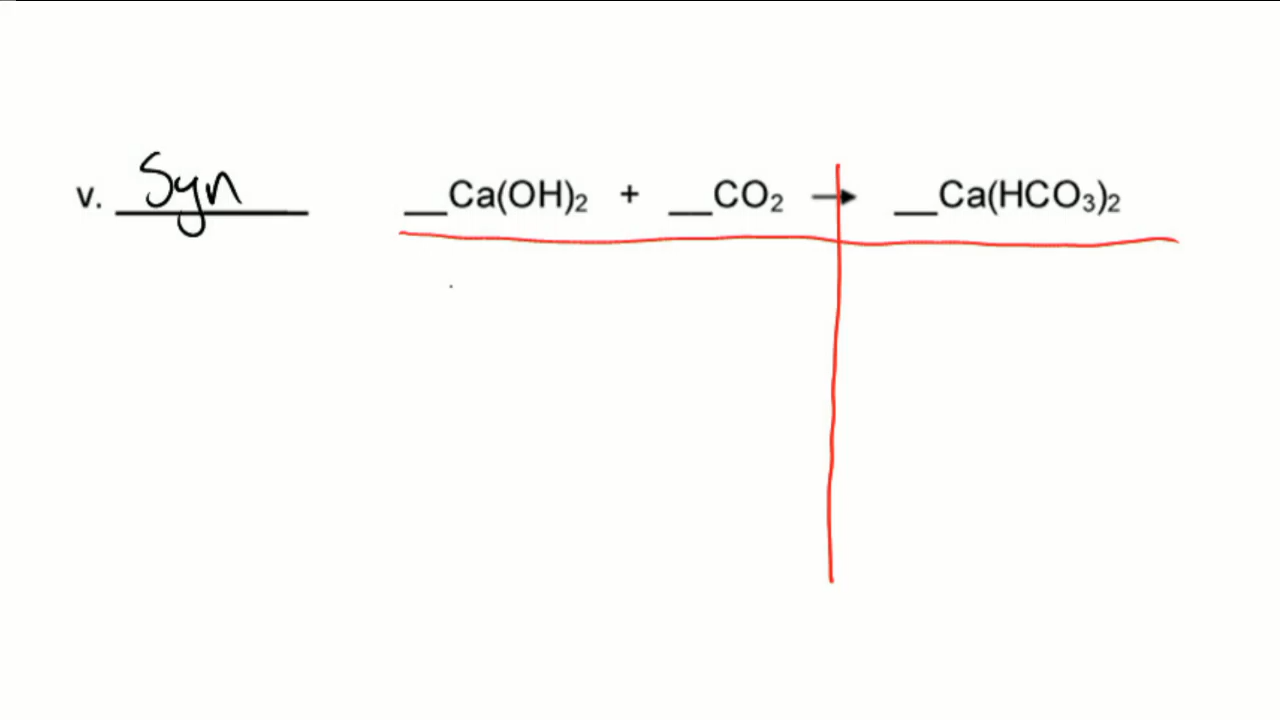 v. Syn __Ca(OH)₂ + __CO₂ → __Ca(HCO₃)₂